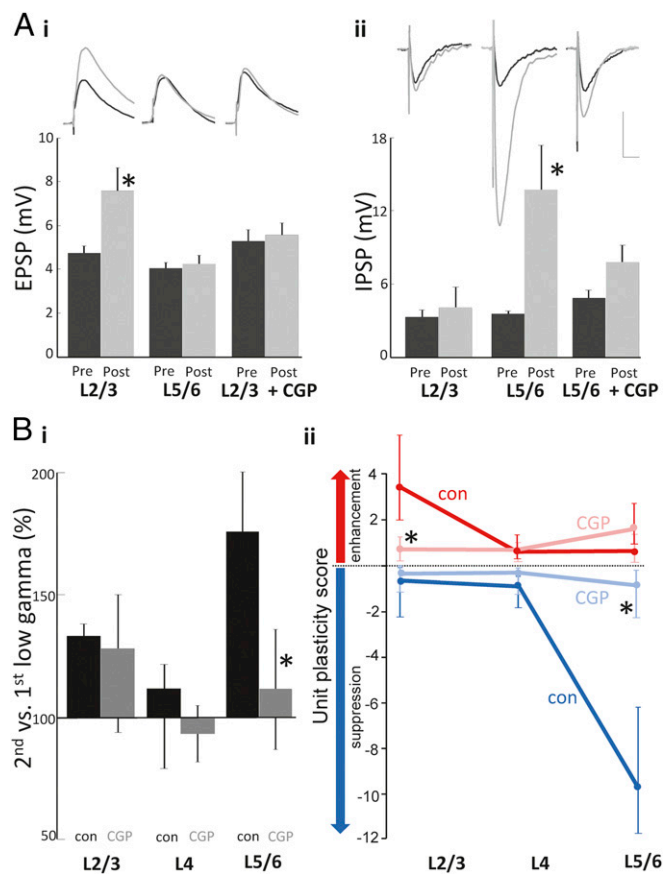 A i
ii
EPSP (mV)
10
8
6
4
2
0
*
Pre Post Pre Post Pre Post
L2/3 L5/6 L2/3 + CGP
IPSP (mV)
18
12
6
0
*
Pre Post Pre Post Pre Post
L2/3 L5/6 L5/6 + CGP
B i
ii
2nd vs. 1st low gamma (%)
200
150
100
50
*
con CGP con CGP con CGP
L2/3 L4 L5/6
Unit plasticity score
enhancement
suppression
4
2
-2
-4
-6
-8
-10
-12
con
CGP
*
CGP
*
con
L2/3 L4 L5/6